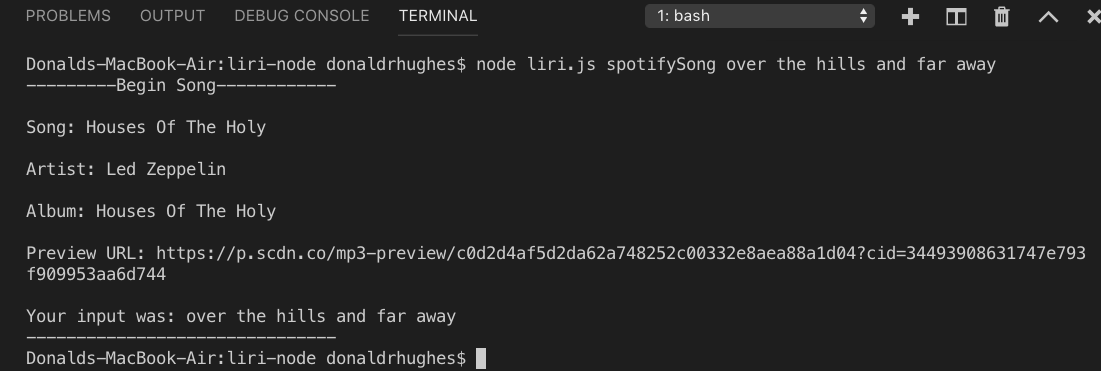 PROBLEMS OUTPUT DEBUG CONSOLE TERMINAL 1: bash
Donalds-MacBook-Air:liri-node donaldrhughes$ node liri.js spotifySong over the hills and far away
---------Begin Song------------
Song: Houses Of The Holy
Artist: Led Zeppelin
Album: Houses Of The Holy
Preview URL: https://p.scdn.co/mp3-preview/c0d2d4af5d2da62a748252c00332e8aea88a1d04?cid=34493908631747e793
f909953aa6d744
Your input was: over the hills and far away
-------------------------------
Donalds-MacBook-Air:liri-node donaldrhughes$